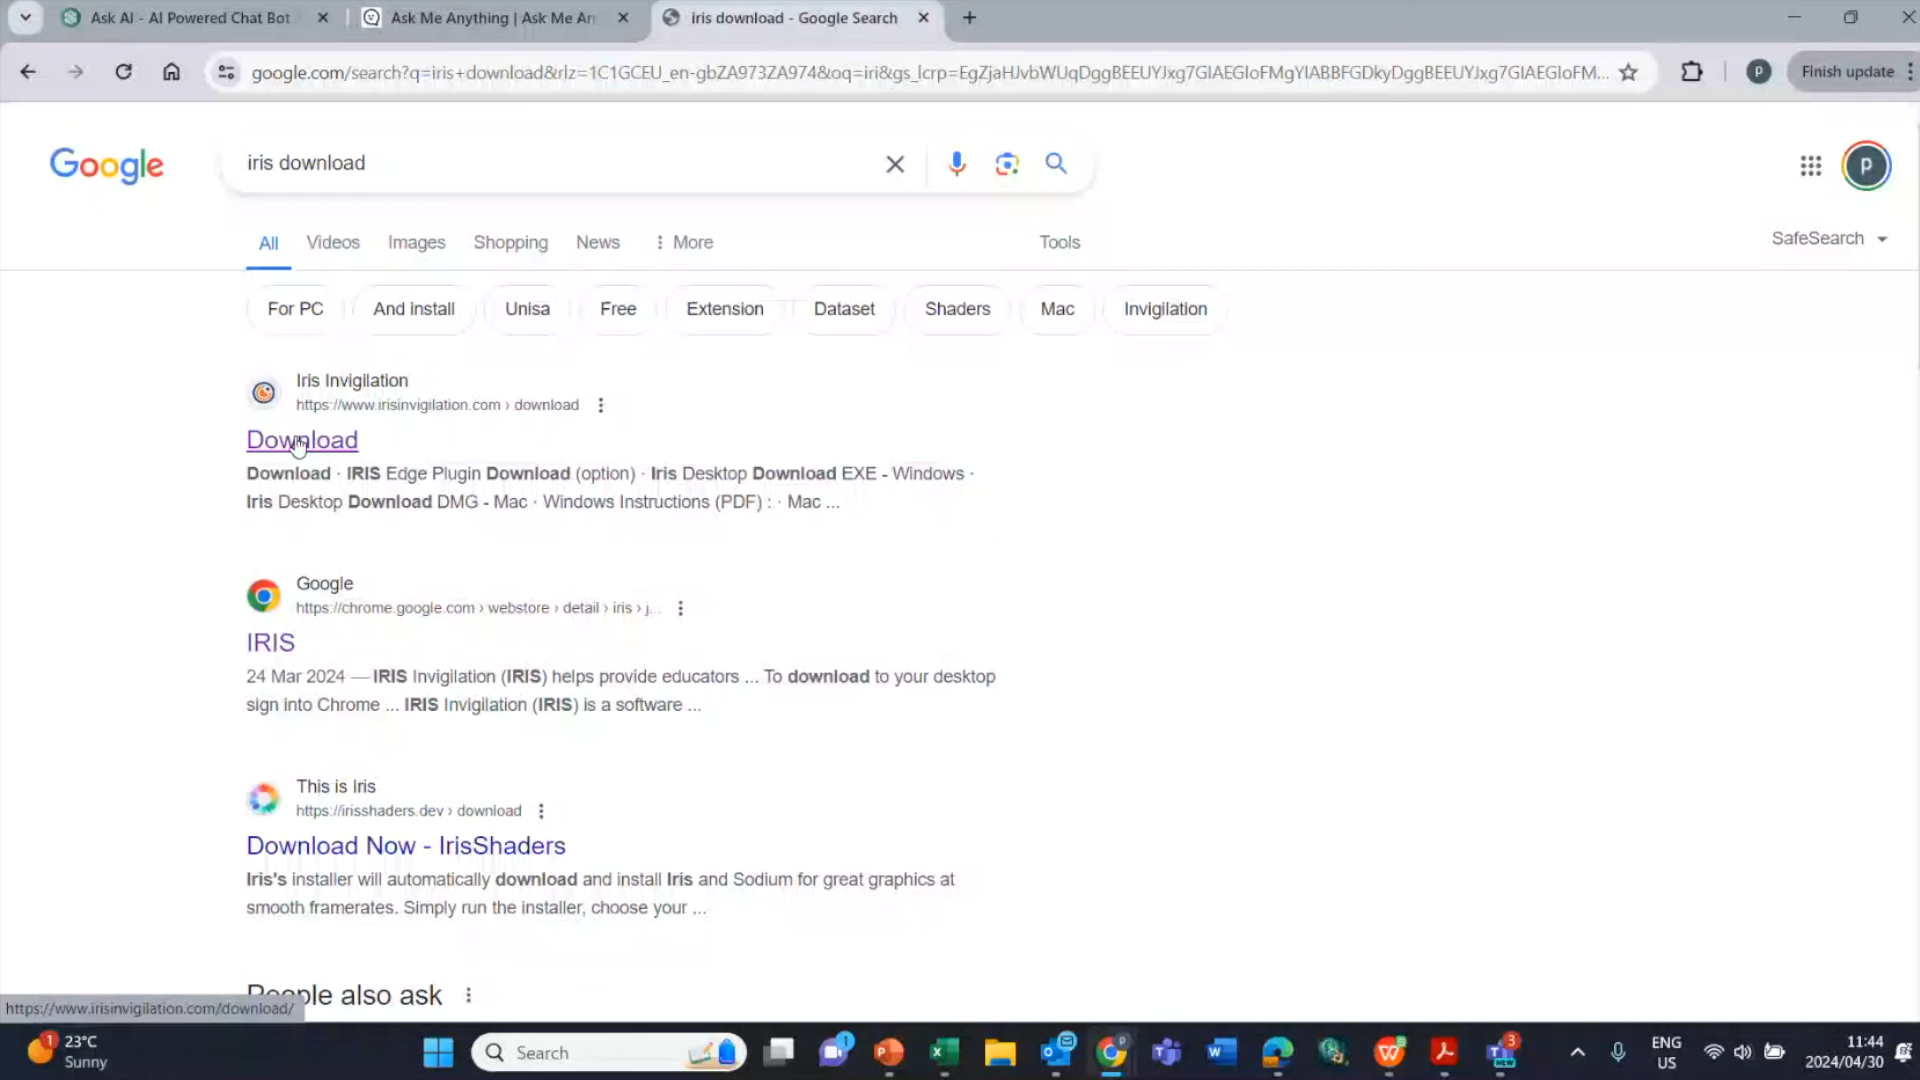 Ask AI - AI Powered Chat Bot
Ask Me Anything | Ask Me An
iris download - Google Search
google.com/search?q=iris+download&rlz=1C1GCEU_en-gbZA973ZA974&oq=iri&gs_lcrp=EgZjaHJvbWUqDggBEEUYJxg7GIAEGIoFMgYIABBFGDkyDggBEEUYJxg7GIAEGIoFM...
P
Finish update
Google
iris download
P
All Videos Images Shopping News More Tools
SafeSearch
For PC And install Unisa Free Extension Dataset Shaders Mac Invigilation
Iris Invigilation
https://www.irisinvigilation.com › download
Download
Download · IRIS Edge Plugin Download (option) · Iris Desktop Download EXE - Windows ·
Iris Desktop Download DMG - Mac · Windows Instructions (PDF) : · Mac ...
Google
https://chrome.google.com › webstore › detail › iris › j...
IRIS
24 Mar 2024 — IRIS Invigilation (IRIS) helps provide educators ... To download to your desktop
sign into Chrome ... IRIS Invigilation (IRIS) is a software ...
This is Iris
https://irisshaders.dev › download
Download Now - IrisShaders
Iris's installer will automatically download and install Iris and Sodium for great graphics at
smooth framerates. Simply run the installer, choose your ...
People also ask
https://www.irisinvigilation.com/download/
1
23°C
Sunny
Search
1
3
NEW
ENG
US
11:44
2024/04/30